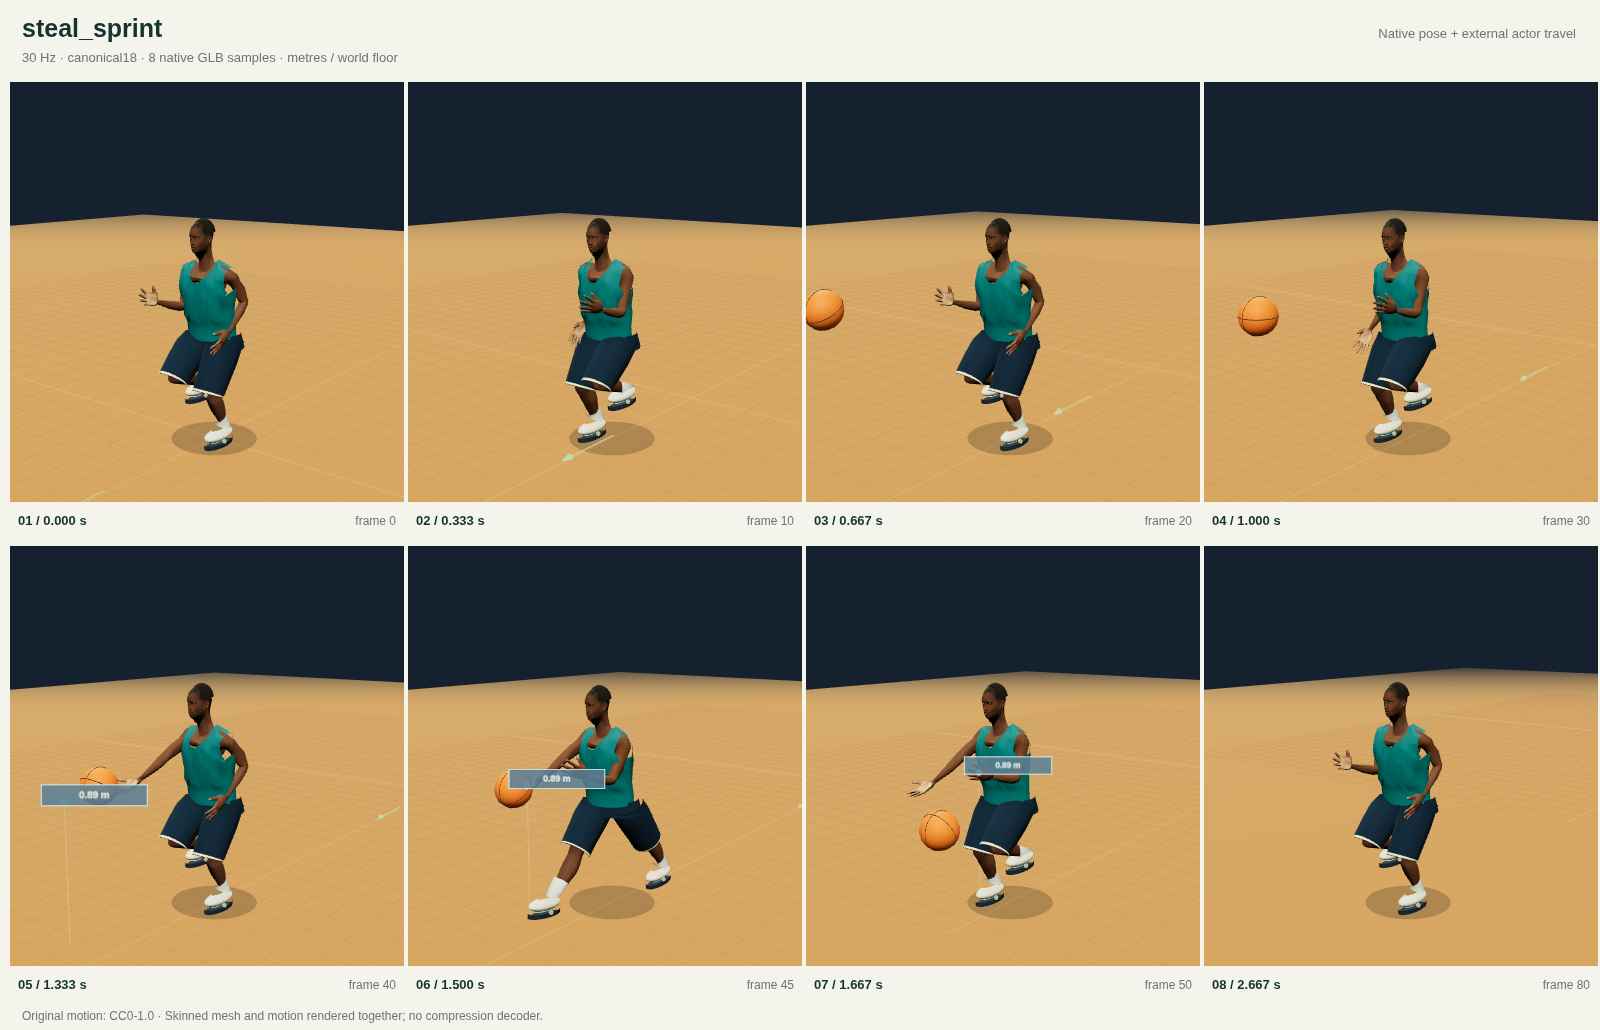 steal_sprint
30 Hz · canonical18 · 8 native GLB samples · metres / world floor
Native pose + external actor travel
01 / 0.000 s
frame 0
02 / 0.333 s
frame 10
03 / 0.667 s
frame 20
04 / 1.000 s
frame 30
0.89 m
0.89 m
0.89 m
05 / 1.333 s
frame 40
06 / 1.500 s
frame 45
07 / 1.667 s
frame 50
08 / 2.667 s
frame 80
Original motion: CC0-1.0 · Skinned mesh and motion rendered together; no compression decoder.